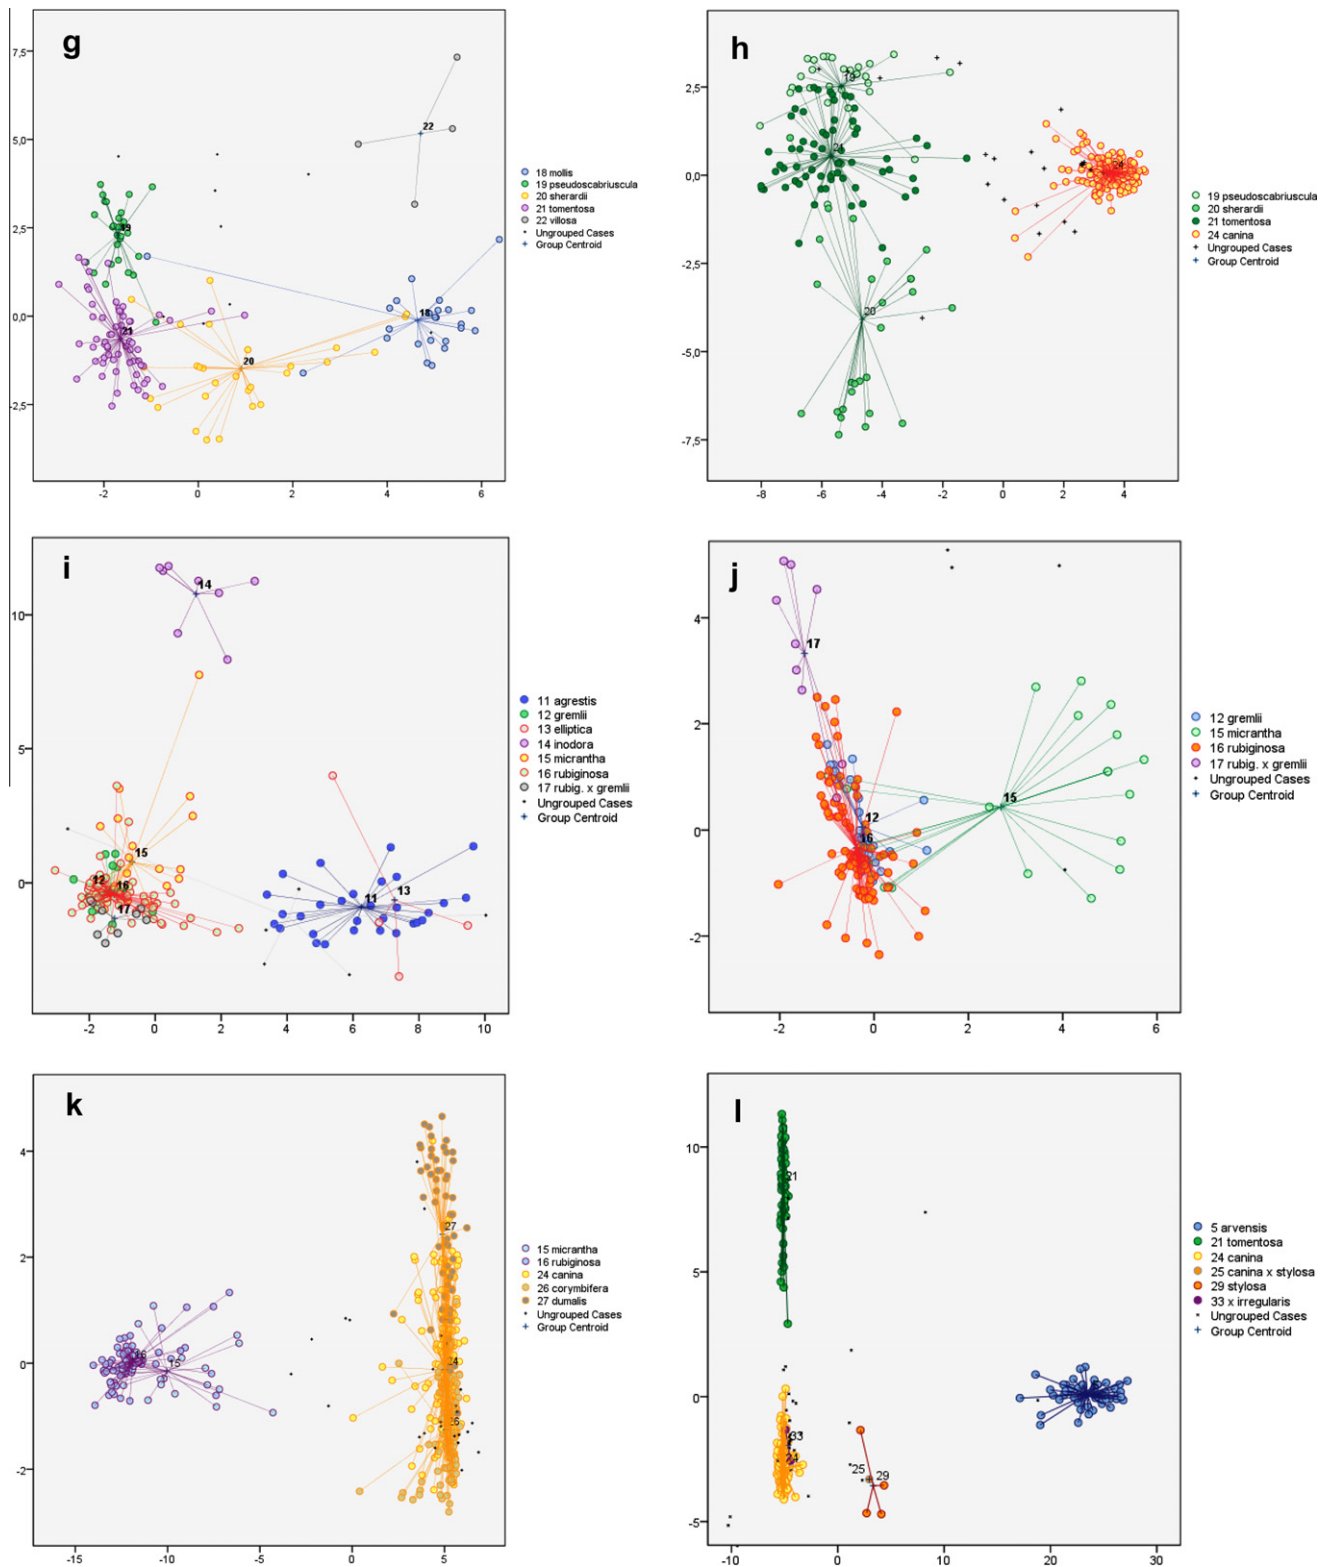 g
7,5
5,0
2,5
0,0
-2,5
-2 0 2 4 6
22
19
18
21
20
18 mollis
19 pseudoscabriuscula
20 sherardii
21 tomentosa
22 villosa
Ungrouped Cases
Group Centroid
h
2,5
0,0
-2,5
-5,0
-7,5
-8 -6 -4 -2 0 2 4
19
21
24
20
19 pseudoscabriuscula
20 sherardii
21 tomentosa
24 canina
Ungrouped Cases
Group Centroid
i
10
5
0
-2 0 2 4 6 8 10
14
15
12
16
17
13
11
11 agrestis
12 gremlii
13 elliptica
14 inodora
15 micrantha
16 rubiginosa
17 rubig. x gremlii
Ungrouped Cases
Group Centroid
j
4
2
0
-2
-2 0 2 4 6
17
15
12
16
12 gremlii
15 micrantha
16 rubiginosa
17 rubig. x gremlii
Ungrouped Cases
Group Centroid
k
4
2
0
-2
-15 -10 -5 0 5
27
16
15
24
26
15 micrantha
16 rubiginosa
24 canina
26 corymbifera
27 dumalis
Ungrouped Cases
Group Centroid
l
10
5
0
-5
-10 0 10 20 30
21
33
24
25
29
5 arvensis
21 tomentosa
24 canina
25 canina x stylosa
29 stylosa
33 x irregularis
Ungrouped Cases
Group Centroid